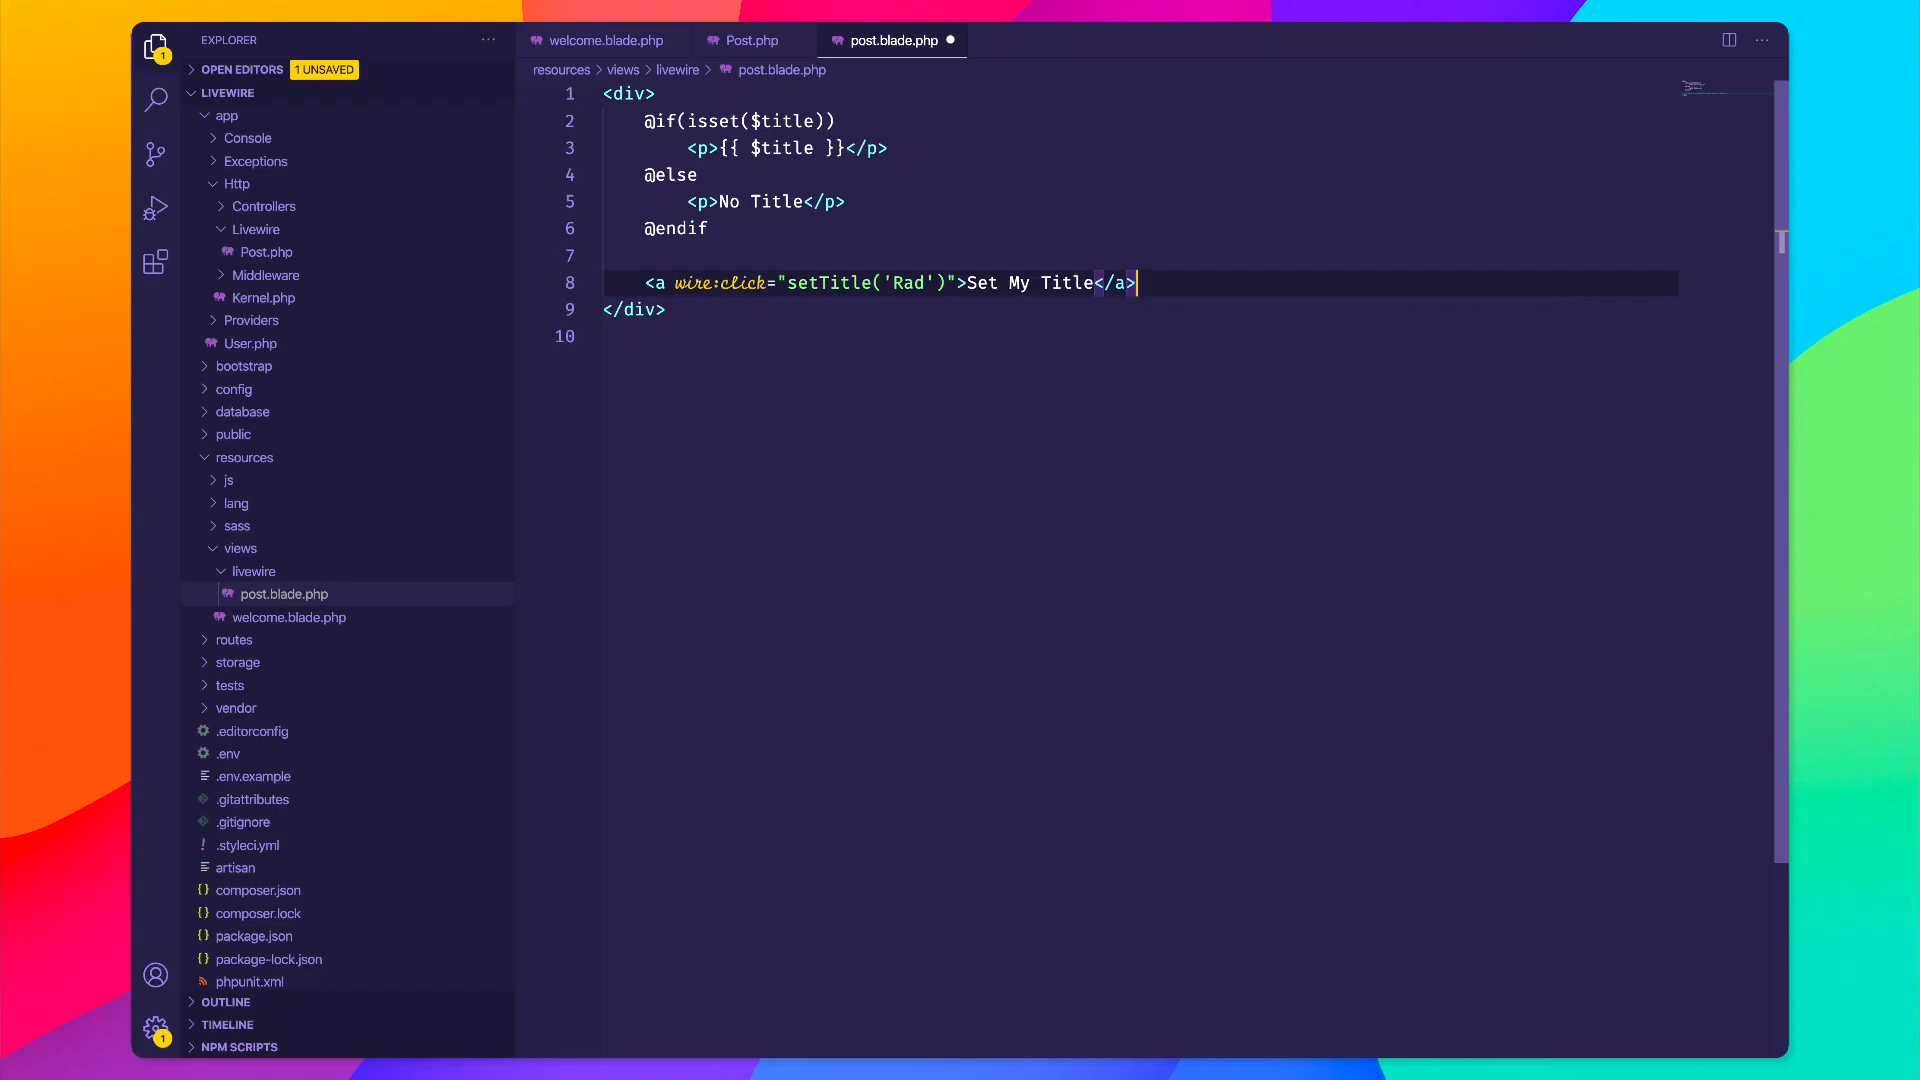 EXPLORER
OPEN EDITORS 1 UNSAVED
LIVEWIRE
app
Console
Exceptions
Http
Controllers
Livewire
Post.php
Middleware
Kernel.php
Providers
User.php
bootstrap
config
database
public
resources
js
lang
sass
views
livewire
post.blade.php
welcome.blade.php
routes
storage
tests
vendor
.editorconfig
.env
.env.example
.gitattributes
.gitignore
.styleci.yml
artisan
composer.json
composer.lock
package.json
package-lock.json
phpunit.xml
OUTLINE
TIMELINE
NPM SCRIPTS
1
1
welcome.blade.php Post.php post.blade.php
resources > views > livewire > post.blade.php
1 <div>
2 @if(isset($title))
3 <p>{{ $title }}</p>
4 @else
5 <p>No Title</p>
6 @endif
7
8 <a wire:click="setTitle('Rad')">Set My Title</a>
9 </div>
10